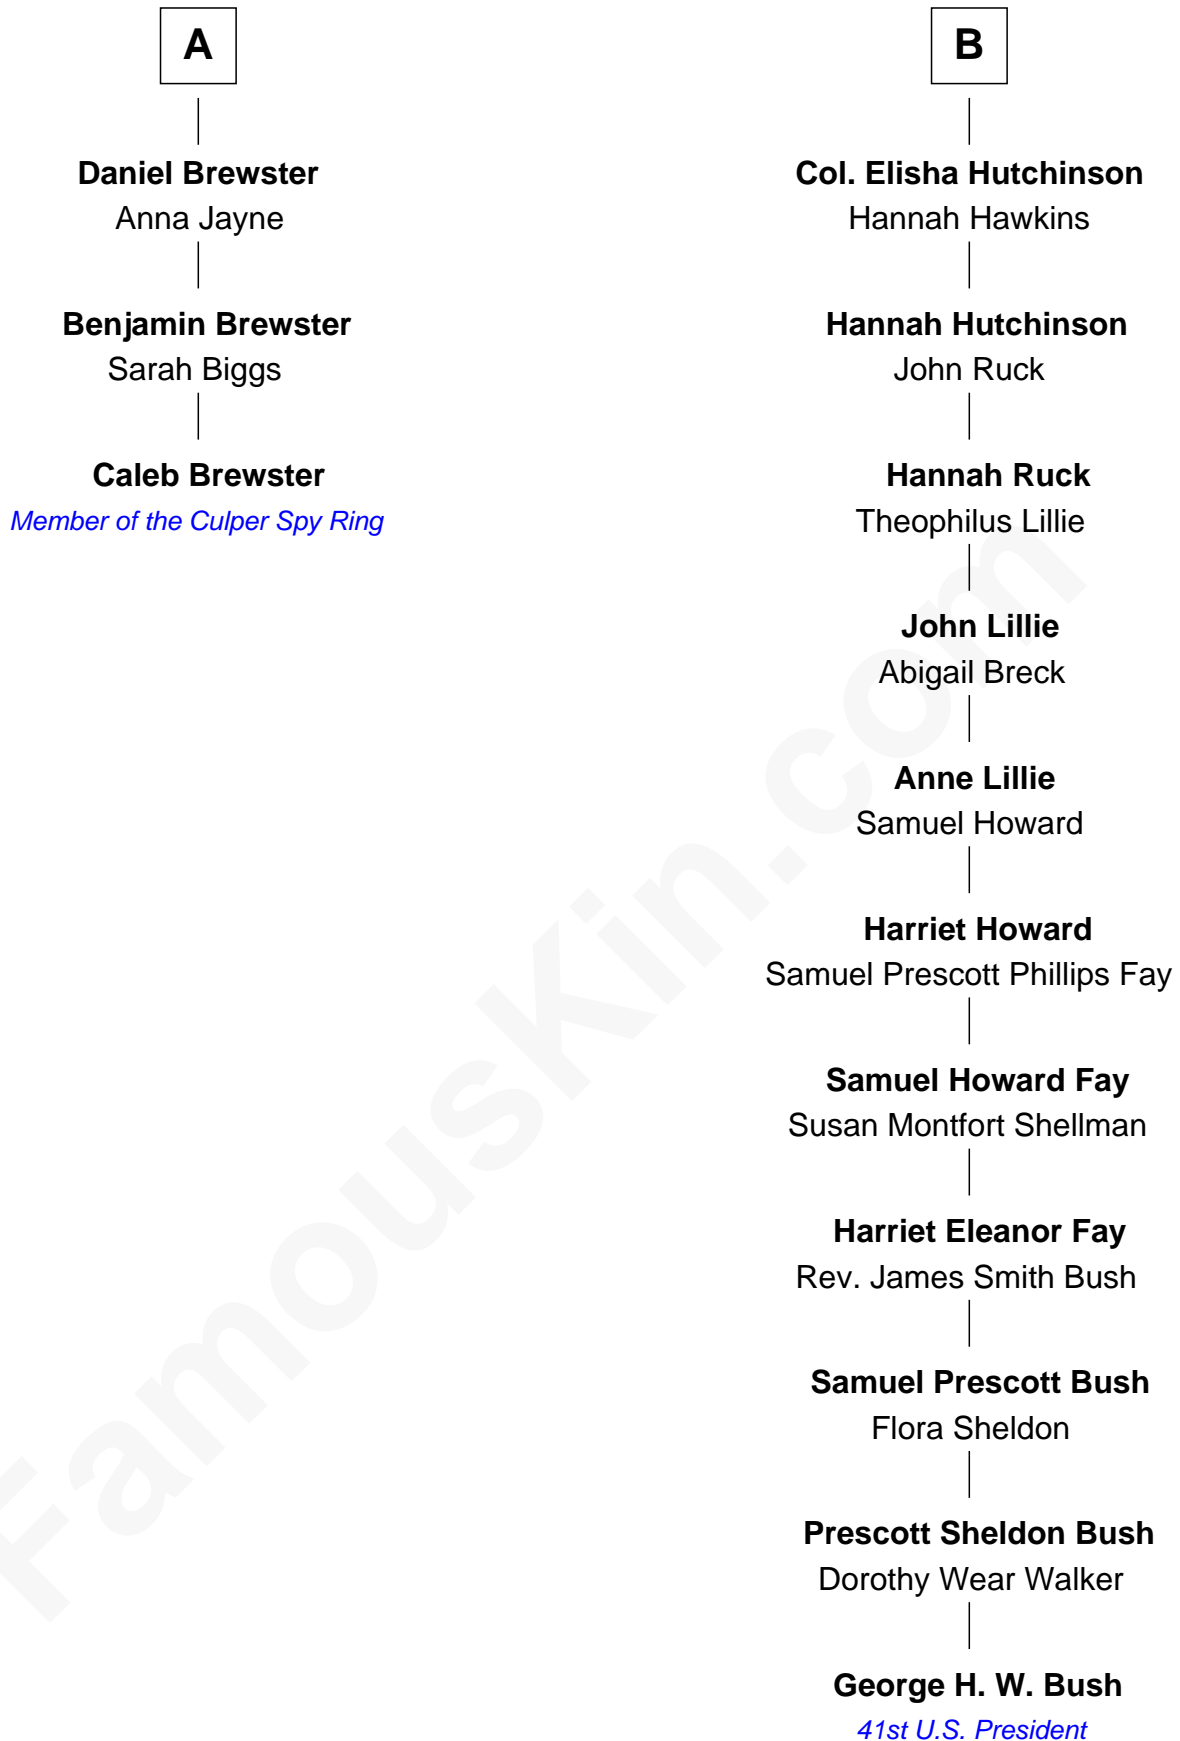 A
Daniel Brewster
Anna Jayne
Benjamin Brewster
Sarah Biggs
Caleb Brewster
Member of the Culper Spy Ring
B
Col. Elisha Hutchinson
Hannah Hawkins
Hannah Hutchinson
John Ruck
Hannah Ruck
Theophilus Lillie
John Lillie
Abigail Breck
Anne Lillie
Samuel Howard
Harriet Howard
Samuel Prescott Phillips Fay
Samuel Howard Fay
Susan Montfort Shellman
Harriet Eleanor Fay
Rev. James Smith Bush
Samuel Prescott Bush
Flora Sheldon
Prescott Sheldon Bush
Dorothy Wear Walker
George H. W. Bush
41st U.S. President
FamousKin.com